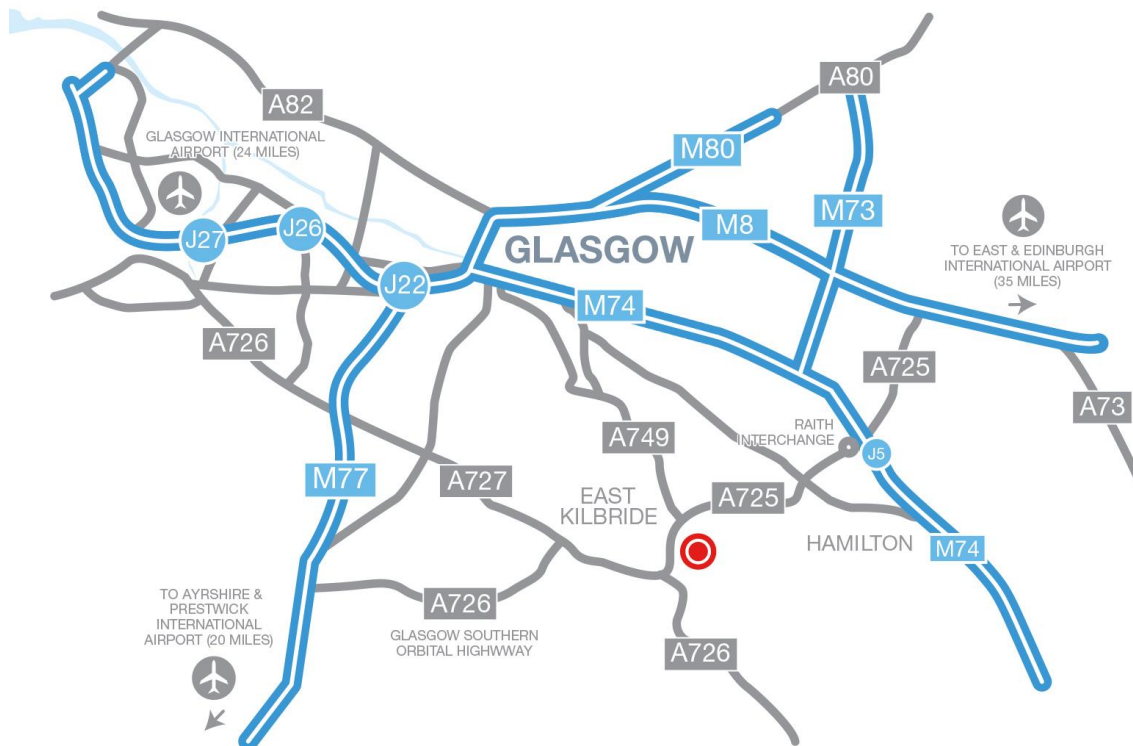 A80
A82
GLASGOW INTERNATIONAL
AIRPORT (24 MILES)
M80
M73
M8
J26
J27
GLASGOW
TO EAST & EDINBURGH
INTERNATIONAL AIRPORT
(35 MILES)
J22
M74
A726
A725
A73
RAITH
INTERCHANGE
A749
J5
M77
A727
EAST
KILBRIDE
A725
HAMILTON
M74
TO AYRSHIRE &
PRESTWICK
INTERNATIONAL
AIRPORT (20 MILES)
A726
GLASGOW SOUTHERN
ORBITAL HIGHWWAY
A726